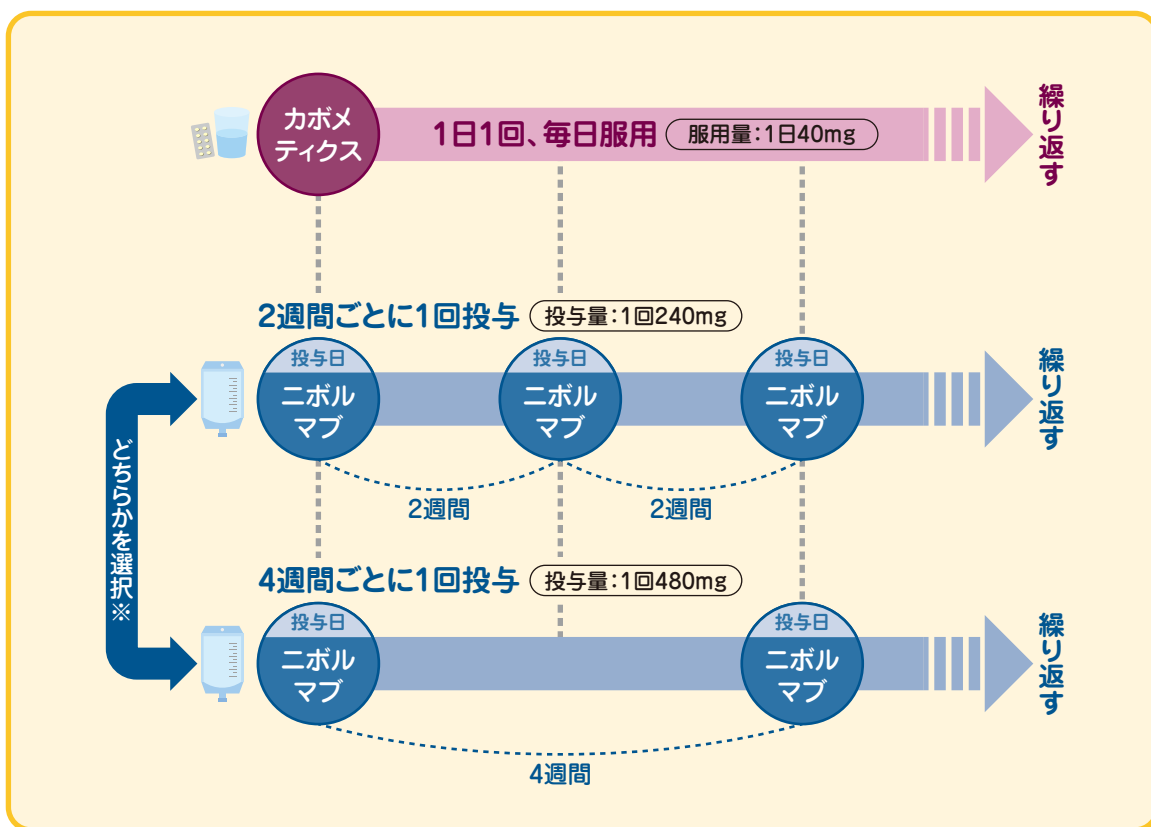 カボメ
ティクス
1日1回、毎日服用 服用量：1日40mg
繰り返す
2週間ごとに1回投与 投与量：1回240mg
投与日
ニボル
マブ
投与日
ニボル
マブ
投与日
ニボル
マブ
繰り返す
2週間
2週間
どちらかを選択※
4週間ごとに1回投与 投与量：1回480mg
投与日
ニボル
マブ
投与日
ニボル
マブ
繰り返す
4週間